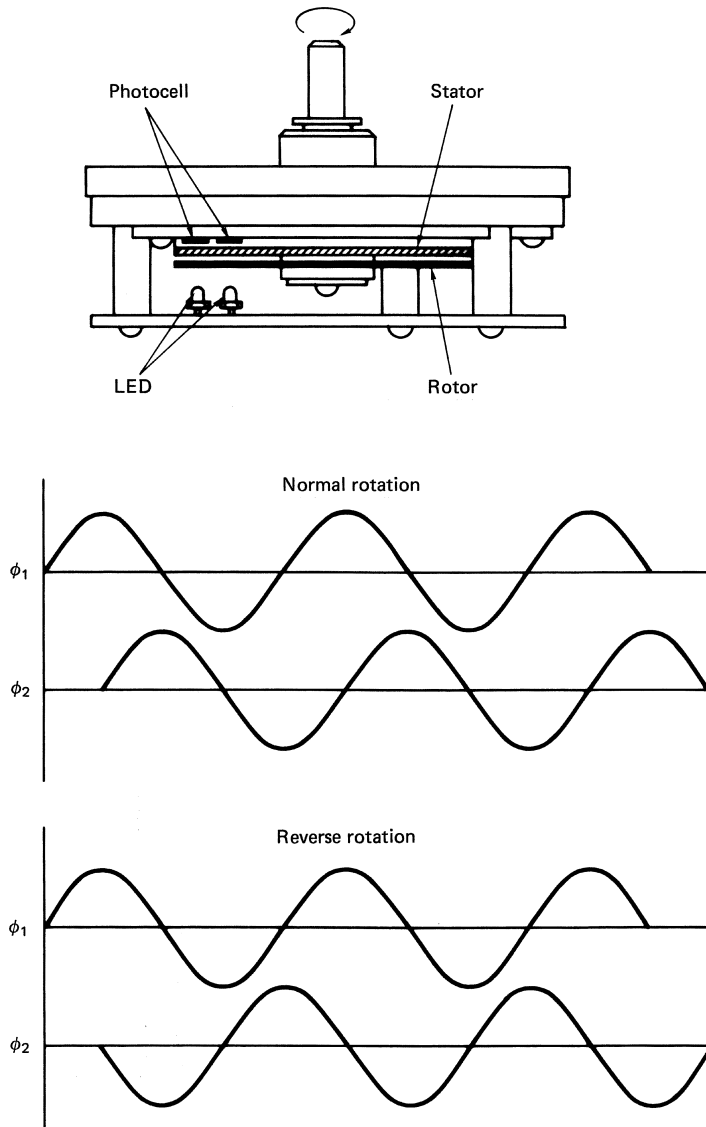 Photocell
Stator
LED
Rotor
Normal rotation
ϕ1
ϕ2
Reverse rotation
ϕ1
ϕ2